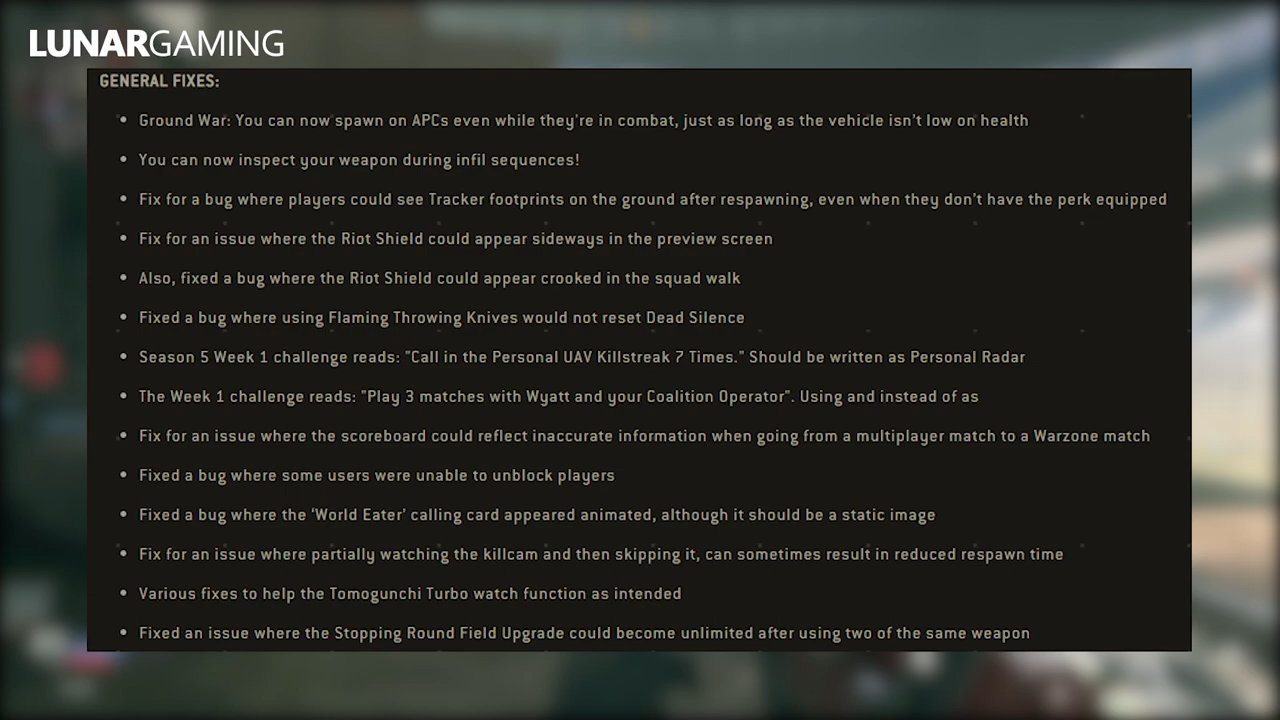 LUNARGAMING
GENERAL FIXES:
• Ground War: You can now spawn on APCs even while they're in combat, just as long as the vehicle isn't low on health
• You can now inspect your weapon during infil sequences!
• Fix for a bug where players could see Tracker footprints on the ground after respawning, even when they don't have the perk equipped
• Fix for an issue where the Riot Shield could appear sideways in the preview screen
• Also, fixed a bug where the Riot Shield could appear crooked in the squad walk
• Fixed a bug where using Flaming Throwing Knives would not reset Dead Silence
• Season 5 Week 1 challenge reads: "Call in the Personal UAV Killstreak 7 Times." Should be written as Personal Radar
• The Week 1 challenge reads: "Play 3 matches with Wyatt and your Coalition Operator". Using and instead of as
• Fix for an issue where the scoreboard could reflect inaccurate information when going from a multiplayer match to a Warzone match
• Fixed a bug where some users were unable to unblock players
• Fixed a bug where the ‘World Eater’ calling card appeared animated, although it should be a static image
• Fix for an issue where partially watching the killcam and then skipping it, can sometimes result in reduced respawn time
• Various fixes to help the Tomogunchi Turbo watch function as intended
• Fixed an issue where the Stopping Round Field Upgrade could become unlimited after using two of the same weapon